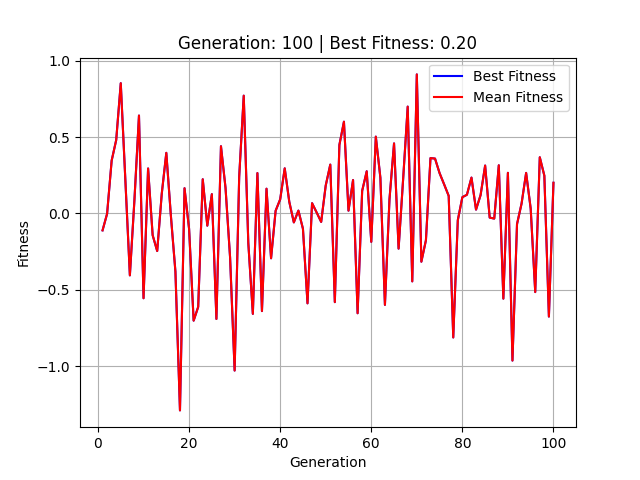 Generation: 100 | Best Fitness: 0.20
Best Fitness
Mean Fitness
1.0
0.5
0.0
−0.5
−1.0
Fitness
0 20 40 60 80 100
Generation